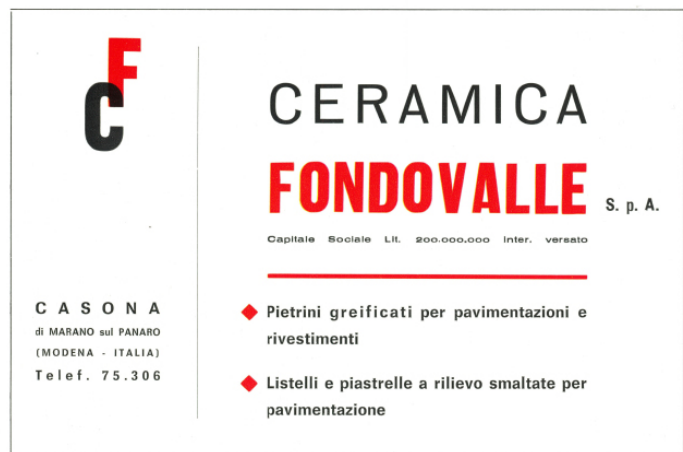 F
C
CERAMICA
FONDOVALLE S. p. A.
Capitale Sociale Lit. 200.000.000 inter. versato
CASONA
di MARANO sul PANARO
(MODENA - ITALIA)
Telef. 75.306
Pietrini greificati per pavimentazioni e
rivestimenti
Listelli e piastrelle a rilievo smaltate per
pavimentazione